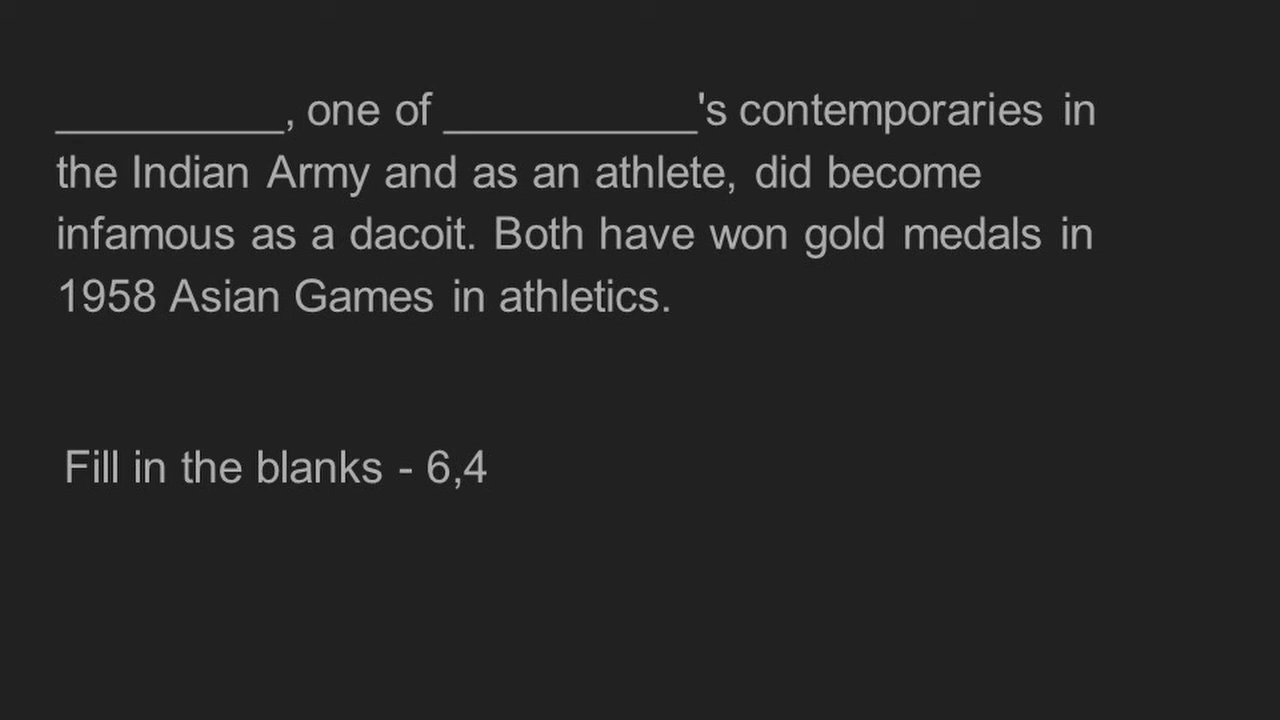 _________, one of __________'s contemporaries in
the Indian Army and as an athlete, did become
infamous as a dacoit. Both have won gold medals in
1958 Asian Games in athletics.
Fill in the blanks - 6,4